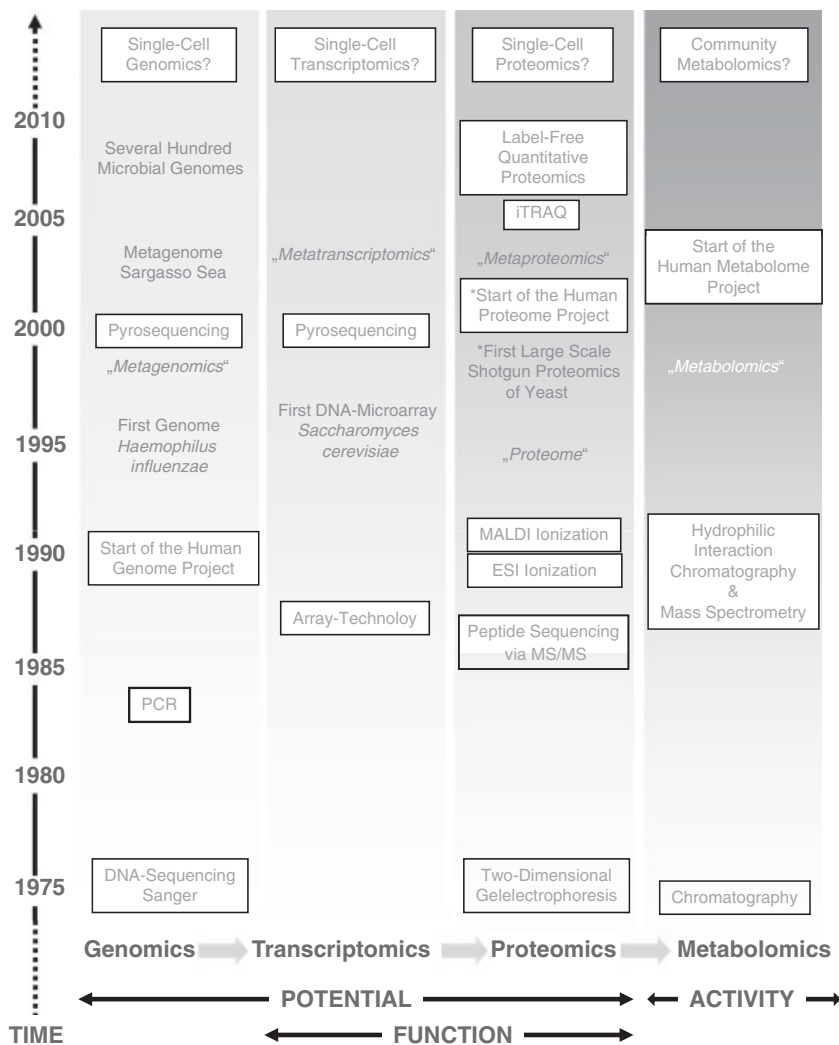 Single-Cell
Genomics?
Single-Cell
Transcriptomics?
Single-Cell
Proteomics?
Community
Metabolomics?
2010
Several Hundred
Microbial Genomes
Label-Free
Quantitative
Proteomics
2005
iTRAQ
Metagenome
Sargasso Sea
„Metatranscriptomics“
„Metaproteomics“
Start of the
Human Metabolome
Project
*Start of the Human
Proteome Project
2000
Pyrosequencing
Pyrosequencing
„Metagenomics“
*First Large Scale
Shotgun Proteomics
of Yeast
„Metabolomics“
First Genome
Haemophilus
influenzae
First DNA-Microarray
Saccharomyces
cerevisiae
1995
„Proteome“
1990
Start of the Human
Genome Project
MALDI Ionization
ESI Ionization
Hydrophilic
Interaction
Chromatography
&
Mass Spectrometry
Array-Technoloy
Peptide Sequencing
via MS/MS
1985
PCR
1980
1975
DNA-Sequencing
Sanger
Two-Dimensional
Gelelectrophoresis
Chromatography
Genomics
Transcriptomics
Proteomics
Metabolomics
POTENTIAL
ACTIVITY
TIME
FUNCTION